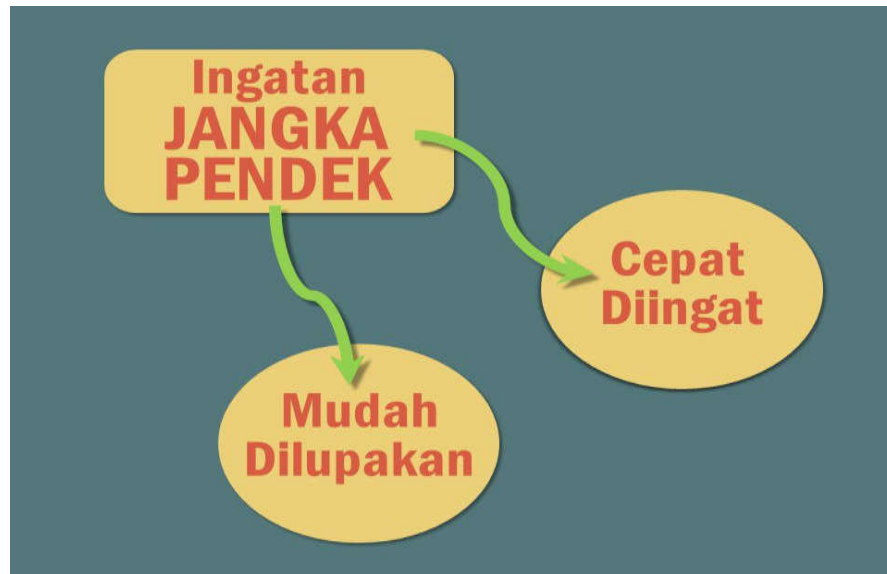 Ingatan
JANGKA
PENDEK
Cepat
Diingat
Mudah
Dilupakan